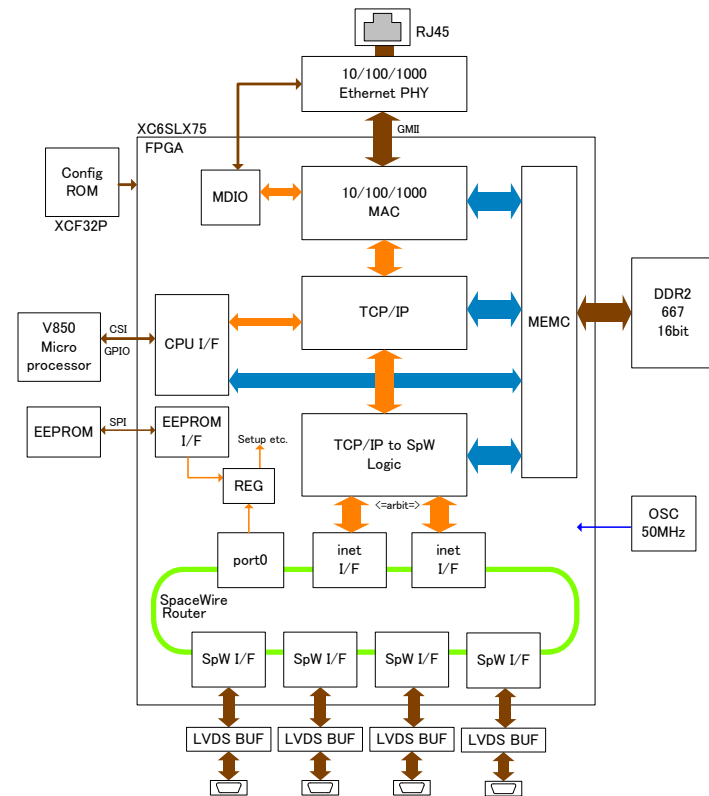 RJ45
10/100/1000
Ethernet PHY
XC6SLX75
GMII
FPGA
Config
ROM
XCF32P
MDIO
10/100/1000
MAC
TCP/IP
MEMC
DDR2
667
16bit
V850
Micro
processor
CSI
GPIO
CPU I/F
EEPROM
SPI
EEPROM
I/F
Setup etc.
REG
TCP/IP to SpW
Logic
<=arbit=>
OSC
50MHz
port0
inet
I/F
inet
I/F
SpaceWire
Router
SpW I/F
SpW I/F
SpW I/F
SpW I/F
LVDS BUF
LVDS BUF
LVDS BUF
LVDS BUF